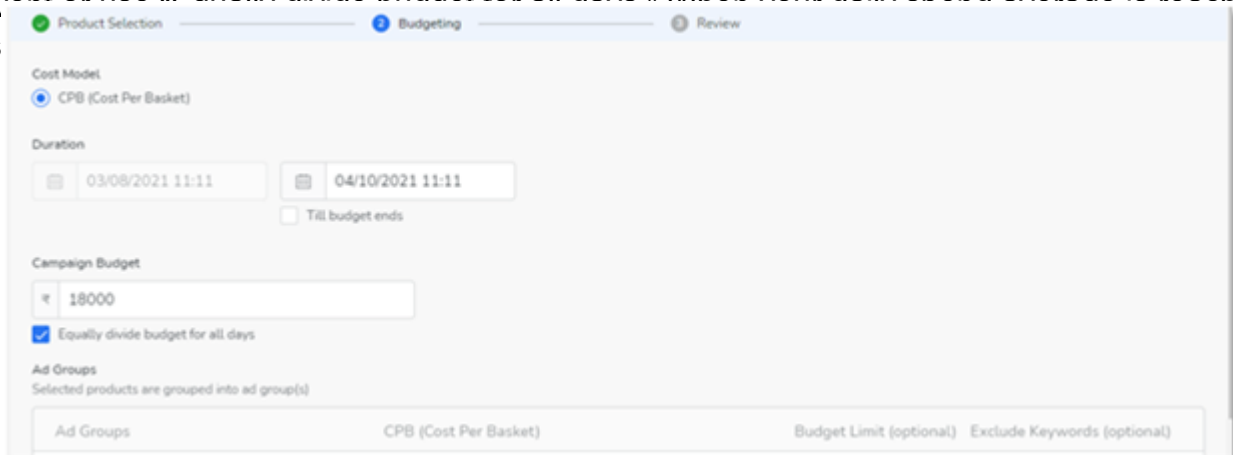 Product Selection 2 Budgeting 3 Review
Cost Model
CPB (Cost Per Basket)
Duration
03/08/2021 11:11 04/10/2021 11:11
Till budget ends
Campaign Budget
₹ 18000
Equally divide budget for all days
Ad Groups
Selected products are grouped into ad group(s)
Ad Groups CPB (Cost Per Basket) Budget Limit (optional) Exclude Keywords (optional)